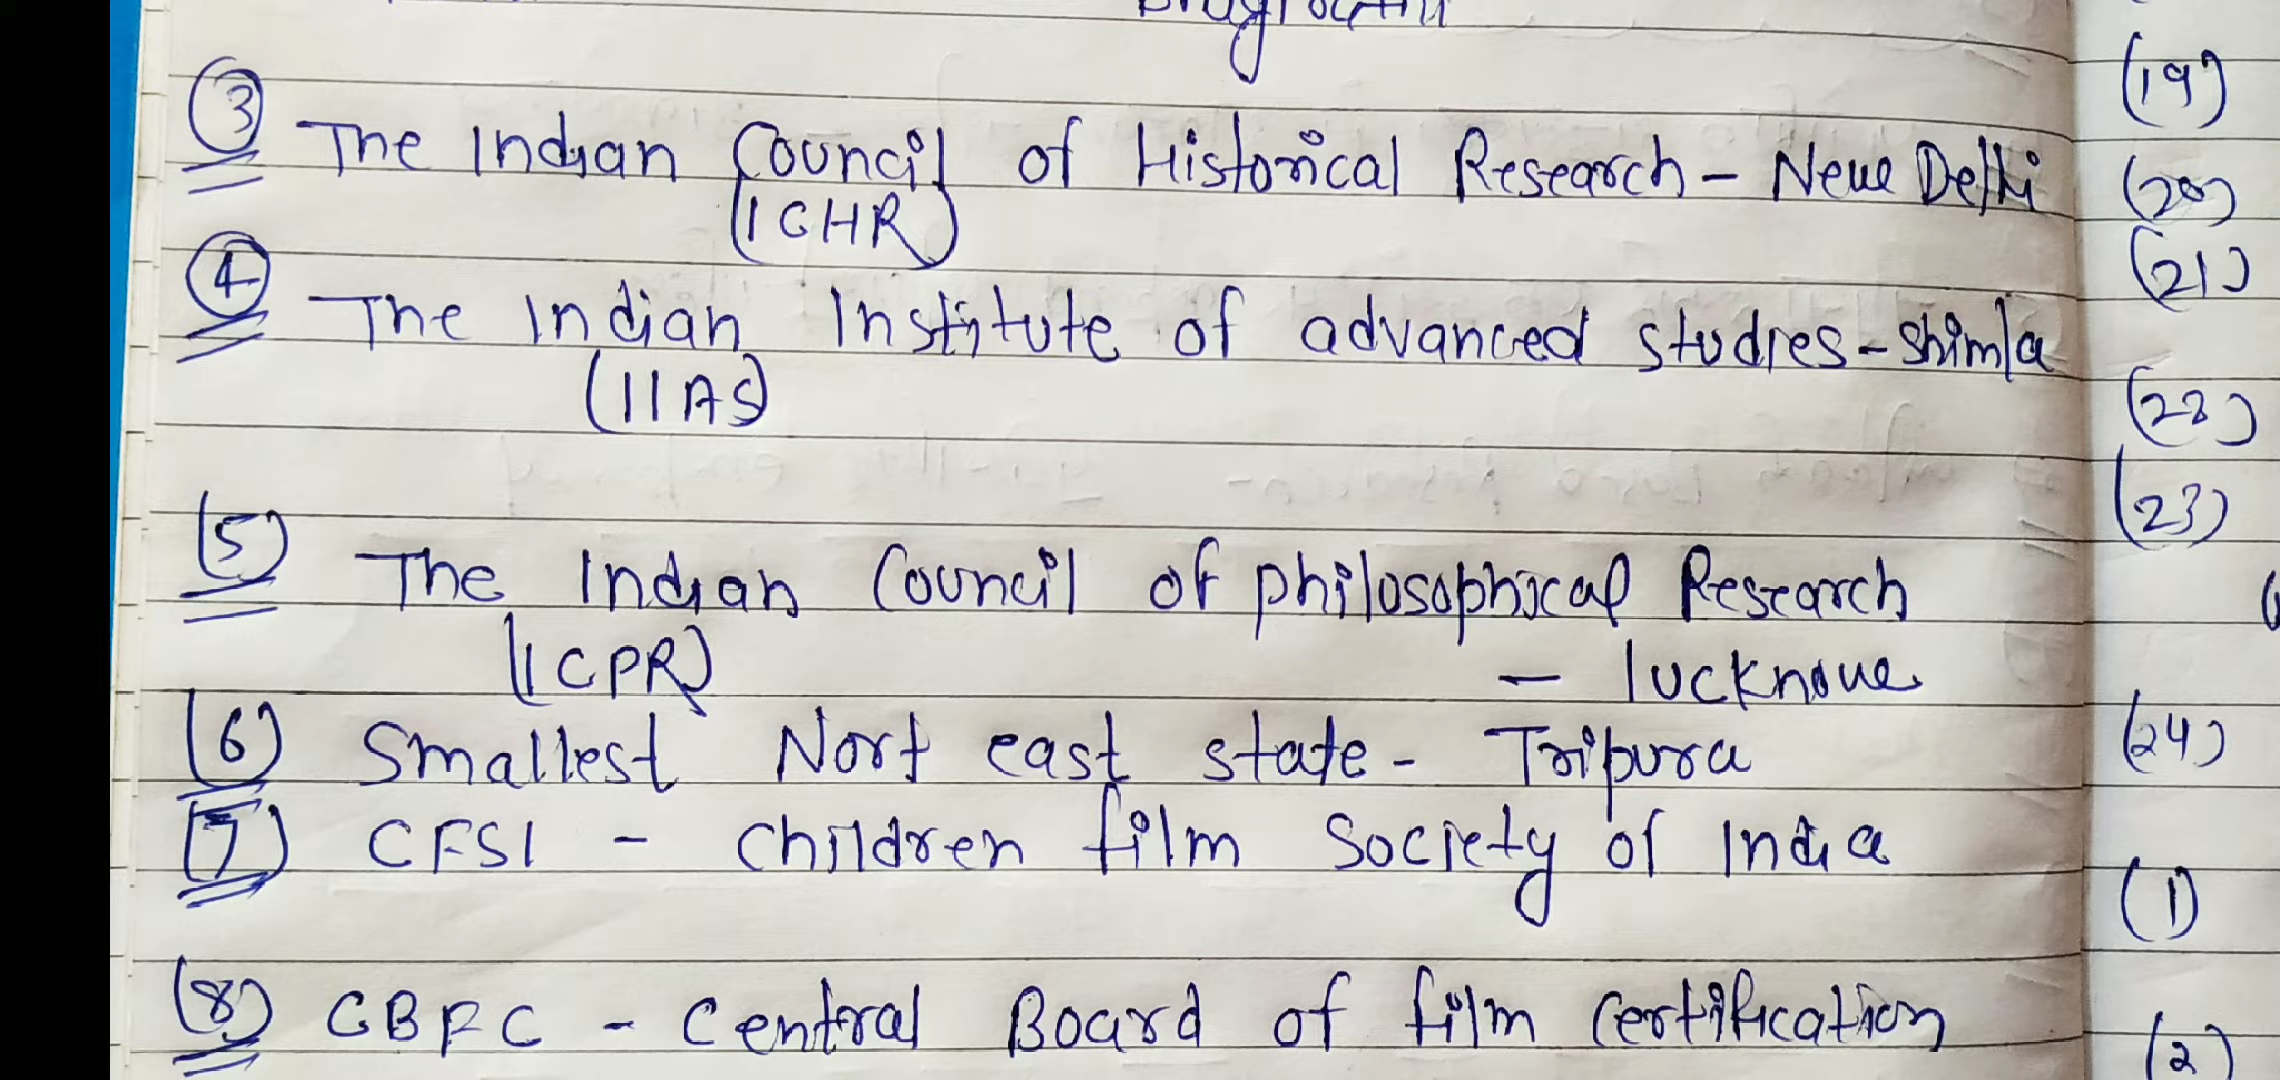 (3) The Indian Council of Historical Research - Neue Delhi
(ICHR)
(4) The Indian Institute of advanced studies - Shimla
(IIAS)
(5) The Indian Council of philosophical Research
(ICPR) - lucknoue
(6) Smallest Nort east state - Tripura
(7) CFSI - children film Society of India
(8) CBFC - Central Board of film Certification
(19)
(20)
(21)
(22)
(23)
(24)
(1)
(2)